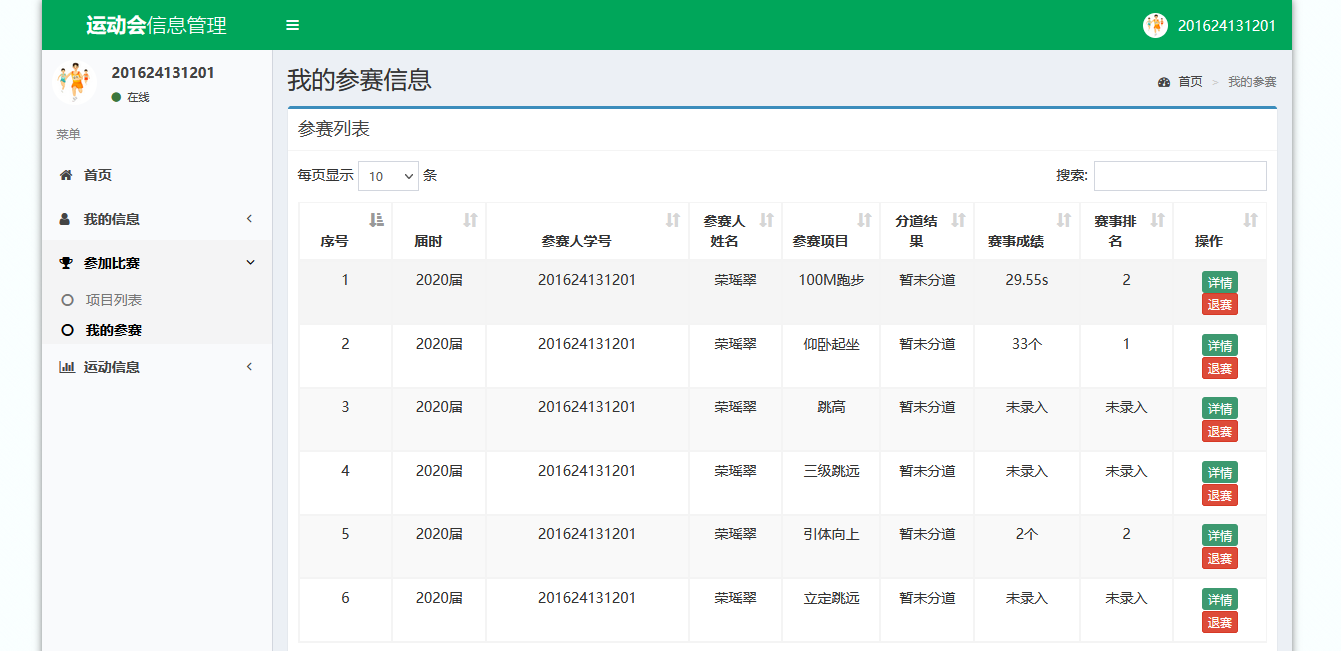 运动会信息管理
201624131201
201624131201
在线
菜单
首页
我的信息
参加比赛
项目列表
我的参赛
运动信息
我的参赛信息
首页 > 我的参赛
参赛列表
每页显示 10 条
搜索:
序号 届时 参赛人学号 参赛人姓名 参赛项目 分道结果 赛事成绩 赛事排名 操作
1 2020届 201624131201 荣瑶翠 100M跑步 暂未分道 29.55s 2 详情
退赛
2 2020届 201624131201 荣瑶翠 仰卧起坐 暂未分道 33个 1 详情
退赛
3 2020届 201624131201 荣瑶翠 跳高 暂未分道 未录入 未录入 详情
退赛
4 2020届 201624131201 荣瑶翠 三级跳远 暂未分道 未录入 未录入 详情
退赛
5 2020届 201624131201 荣瑶翠 引体向上 暂未分道 2个 2 详情
退赛
6 2020届 201624131201 荣瑶翠 立定跳远 暂未分道 未录入 未录入 详情
退赛